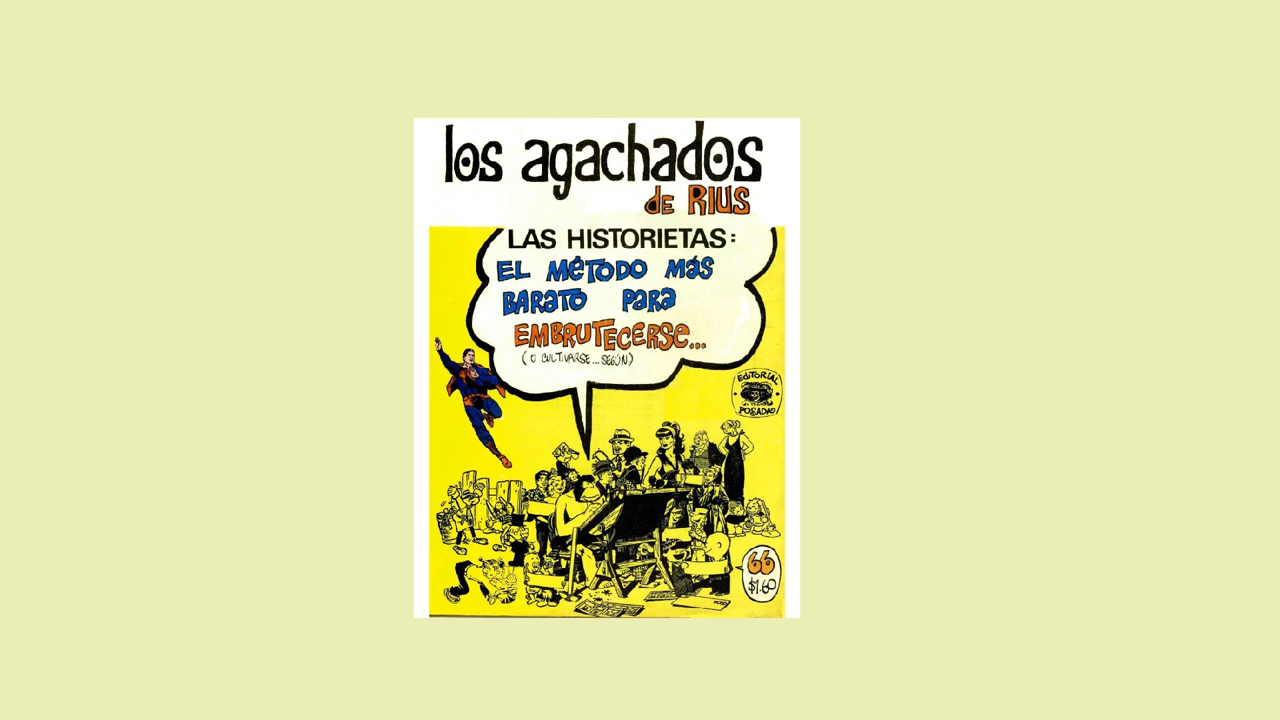 los agachados
de RIUS
LAS HISTORIETAS:
EL MéTODO MáS
BARATO PARA
EMBRUTECERSE...
(O CULTIVARSE...SEGÚN)
EDITORIAL
POSADA
66
$1.60